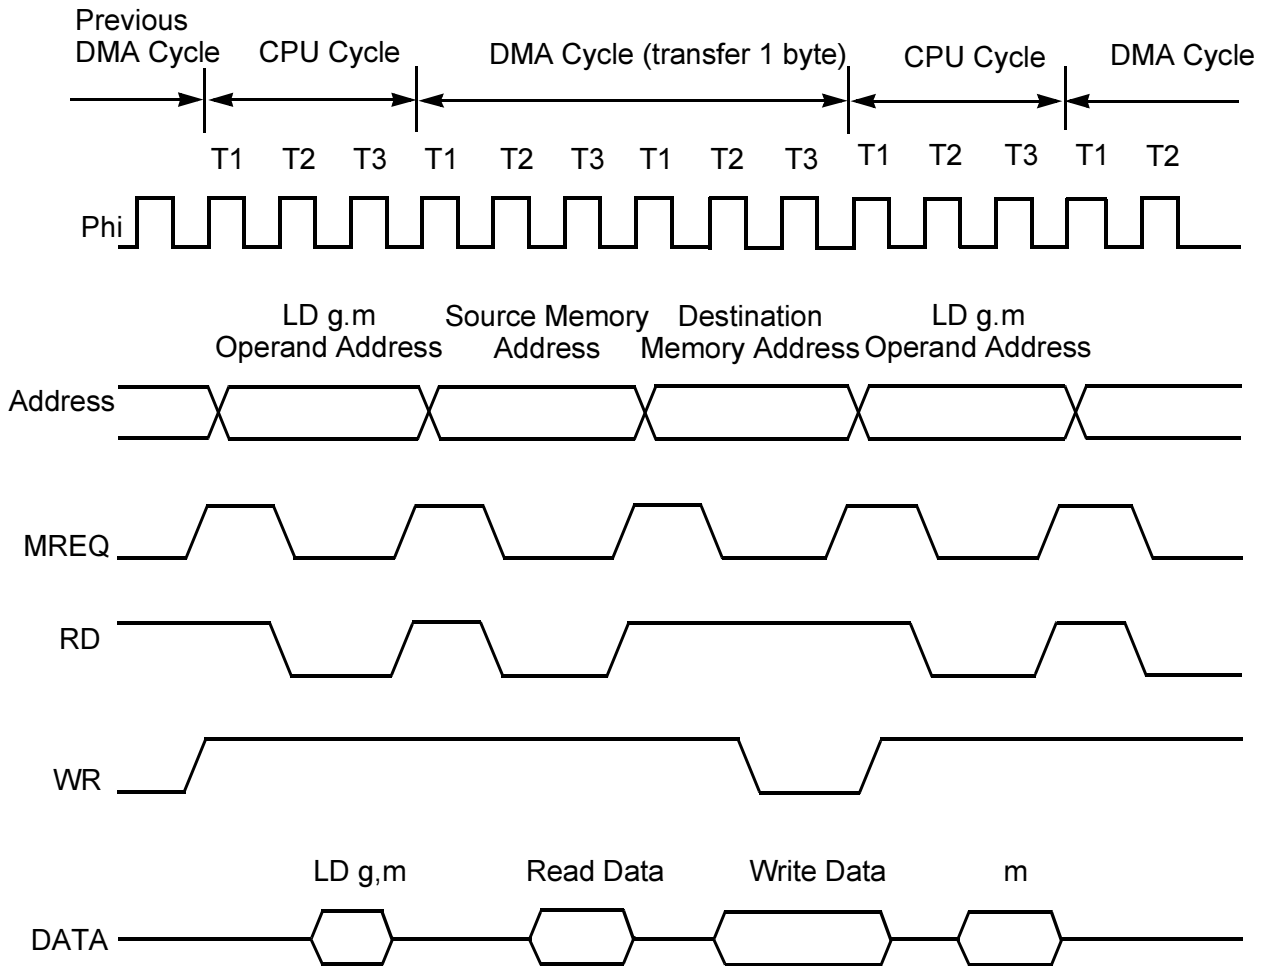 Previous
DMA Cycle
CPU Cycle
DMA Cycle (transfer 1 byte)
CPU Cycle
DMA Cycle
T1 T2 T3 T1 T2 T3 T1 T2 T3 T1 T2 T3 T1 T2
Phi
LD g.m
Operand Address
Source Memory
Address
Destination
Memory Address
LD g.m
Operand Address
Address
MREQ
RD
WR
LD g,m
Read Data
Write Data
m
DATA